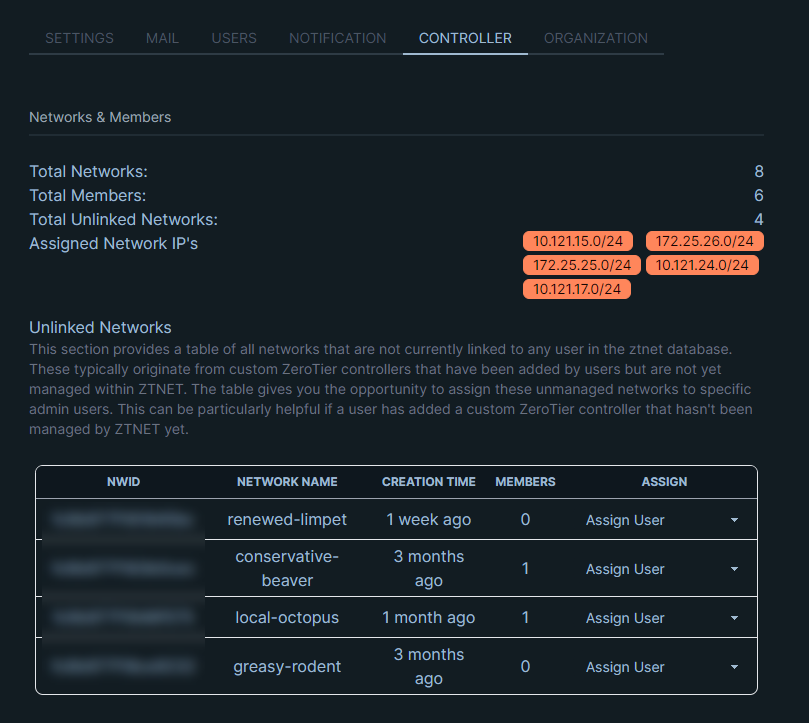 SETTINGS MAIL USERS NOTIFICATION CONTROLLER ORGANIZATION
Networks & Members
Total Networks: 8
Total Members: 6
Total Unlinked Networks: 4
Assigned Network IP's 10.121.15.0/24 172.25.26.0/24
172.25.25.0/24 10.121.24.0/24
10.121.17.0/24
Unlinked Networks
This section provides a table of all networks that are not currently linked to any user in the ztnet database.
These typically originate from custom ZeroTier controllers that have been added by users but are not yet
managed within ZTNET. The table gives you the opportunity to assign these unmanaged networks to specific
admin users. This can be particularly helpful if a user has added a custom ZeroTier controller that hasn't been
managed by ZTNET yet.
NWID NETWORK NAME CREATION TIME MEMBERS ASSIGN
renewed-limpet 1 week ago 0 Assign User
conservative-beaver 3 months ago 1 Assign User
local-octopus 1 month ago 1 Assign User
greasy-rodent 3 months ago 0 Assign User